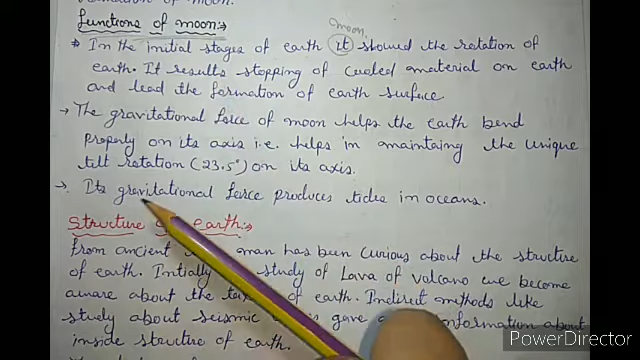 Functions of moon:→
moon
* In the initial stages of earth it slowed the rotation of
earth. It results stopping of cooled material on earth
and lead the formation of earth surface.
→ The gravitational force of moon helps the earth bend
properly on its axis i.e. helps in maintaing the unique
tilt rotation (23.5°) on its axis.
→ Its gravitational force produces tides in oceans.
Structure of earth:→
From ancient man has been curious about the structure
of earth. Intially study of Lava of volcano we become
aware about the of earth. Indirect methods like
study about seismic gave information about
inside structure of earth.
PowerDirector